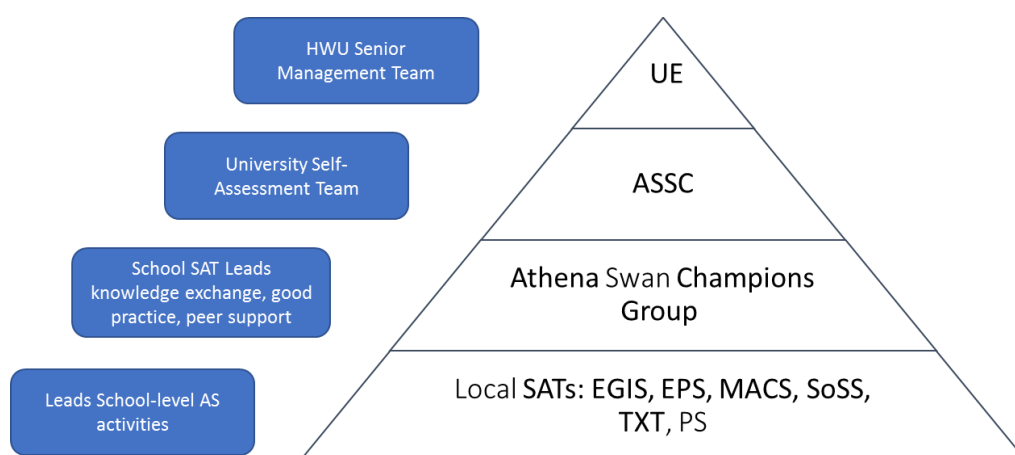 HWU Senior
Management Team
UE
University Self-
Assessment Team
ASSC
School SAT Leads
knowledge exchange, good
practice, peer support
Athena Swan Champions
Group
Leads School-level AS
activities
Local SATs: EGIS, EPS, MACS, SoSS,
TXT, PS